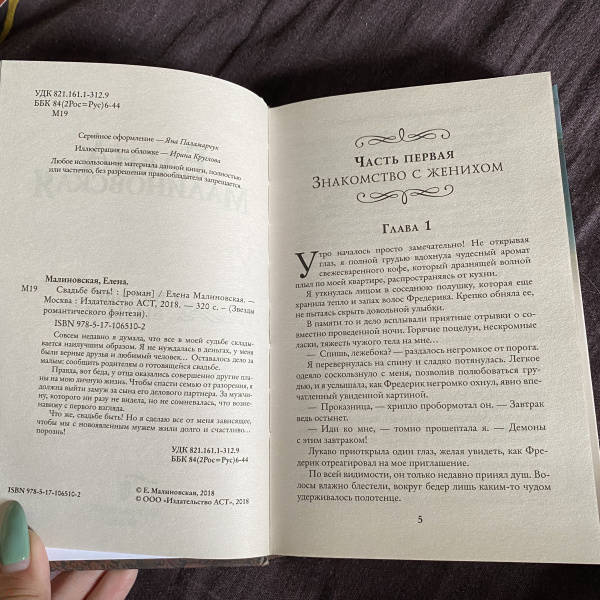 УДК 821.161.1-312.9
ББК 84(2Рос=Рус)6-44
М19
Серийное оформление — Яна Паламарчук
Иллюстрация на обложке — Ирина Круглова
Любое использование материала данной книги, полностью
или частично, без разрешения правообладателя запрещается.
Малиновская, Елена.
М19 Свадьбе быть! : [роман] / Елена Малиновская. —
Москва : Издательство АСТ, 2018. — 320 с. – (Звезды
романтического фэнтези).
ISBN 978-5-17-106510-2
Совсем недавно я думала, что все в моей судьбе склады-
вается наилучшим образом. Я не нуждалась в деньгах, у меня
были верные друзья и любимый человек... Оставалось дело за
малым: сообщить родителям о готовящейся свадьбе.
Правда, вот беда, у отца оказались совершенно другие пла-
ны на мою личную жизнь. Чтобы спасти семью от разорения, я
должна выйти замуж за сына его делового партнера. За мужчи-
ну, которого ни разу не видела, но не сомневалась, что возне-
навижу с первого взгляда.
Что же, свадьбе быть! Но я сделаю все от меня зависящее,
чтобы мы с новоявленным мужем жили долго и счастливо...
порознь!
УДК 821.161.1-312.9
ББК 84(2Рос=Рус)6-44
ISBN 978-5-17-106510-2
© Е. Малиновская, 2018
© ООО «Издательство АСТ», 2018
Часть первая
Знакомство с женихом
Глава 1
Утро началось просто замечательно! Не открывая
глаз, я полной грудью вдохнула чудесный аромат
свежесваренного кофе, который дразнящей волной
плыл по моей квартире, распространяясь от кухни.
Я уткнулась лицом в соседнюю подушку, которая еще
хранила тепло и запах волос Фредерика. Крепко обняла ее,
не пытаясь скрыть довольной улыбки.
В памяти то и дело всплывали приятные отрывки о со-
вместно проведенной ночи. Горячие поцелуи, нескромные
ласки, тяжесть чужого тела на мне...
— Спишь, лежебока? — раздалось негромкое от порога.
Я перевернулась на спину и сладко потянулась. Легкое
одеяло соскользнуло с меня, позволив полюбоваться гру-
дью, и я услышала, как Фредерик негромко охнул, явно впе-
чатленный увиденной картиной.
— Проказница, — хрипло пробормотал он. — Завтрак
ведь остынет.
— Иди ко мне, — томно прошептала я. — Демоны
с этим завтраком!
Лукаво приоткрыла один глаз, желая увидеть, как Фре-
дерик отреагировал на мое приглашение.
По всей видимости, он только недавно принял душ. Во-
лосы влажно блестели, вокруг бедер лишь каким-то чудом
удерживалось полотенце.
5